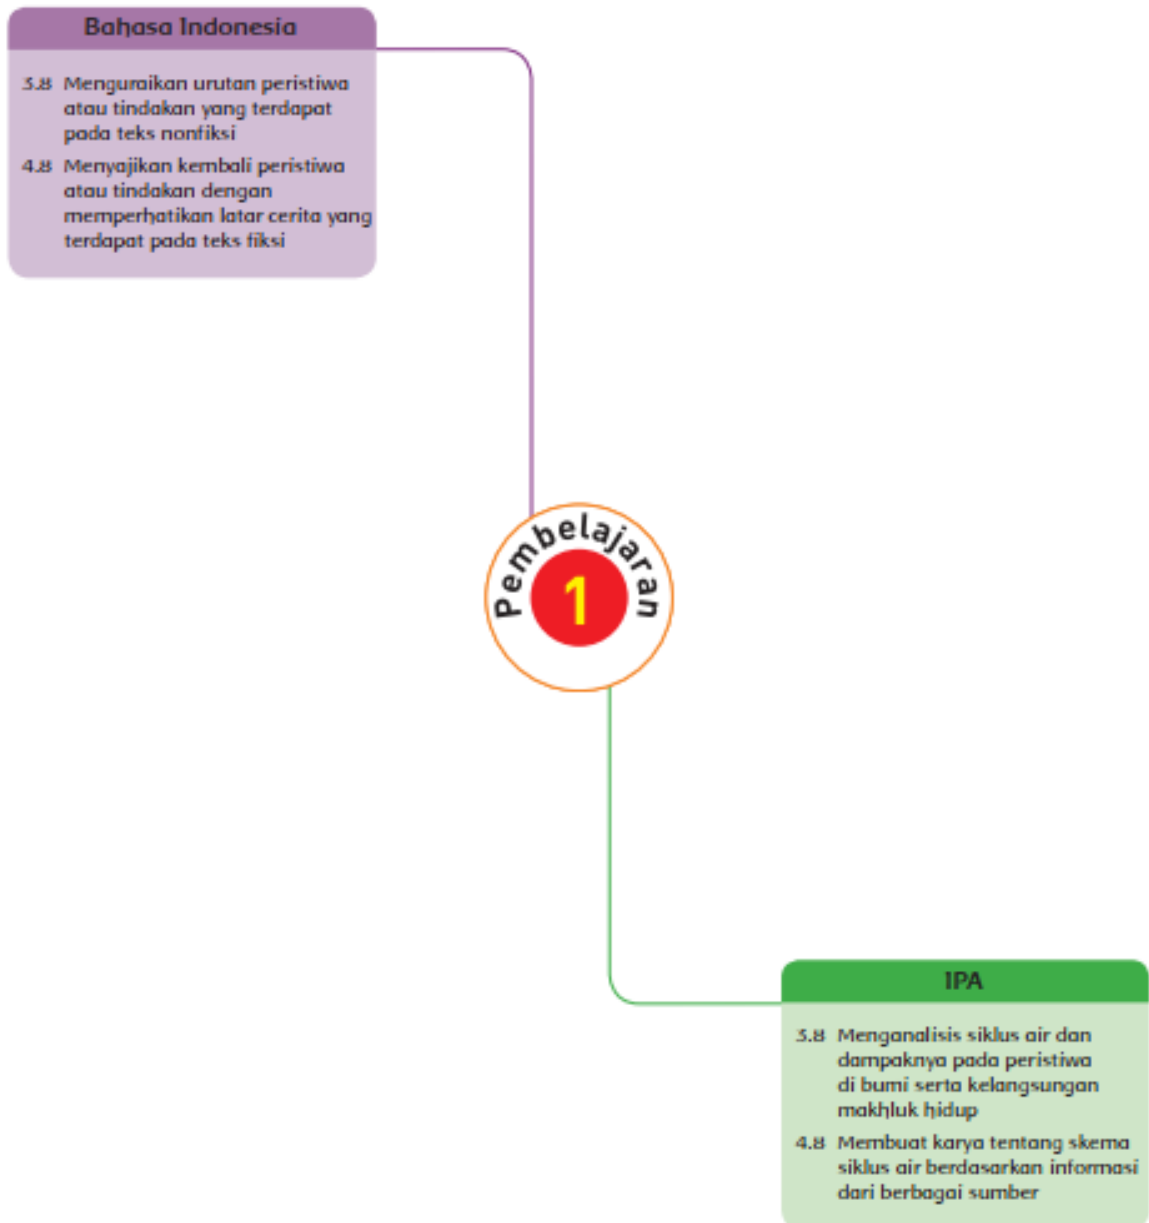 Bahasa Indonesia
3.8 Menguraikan urutan peristiwa
atau tindakan yang terdapat
pada teks nonfiksi
4.8 Menyajikan kembali peristiwa
atau tindakan dengan
memperhatikan latar cerita yang
terdapat pada teks fiksi
Pembelajaran
1
IPA
3.8 Menganalisis siklus air dan
dampaknya pada peristiwa
di bumi serta kelangsungan
makhluk hidup
4.8 Membuat karya tentang skema
siklus air berdasarkan informasi
dari berbagai sumber